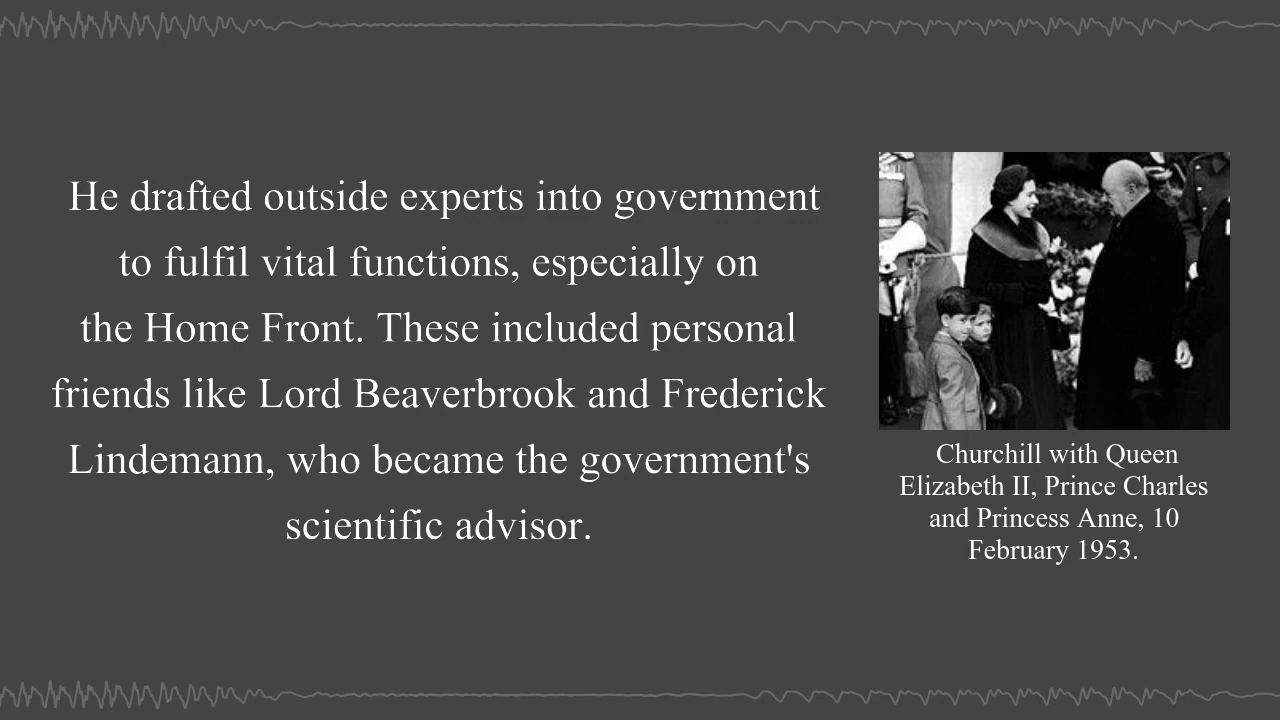 He drafted outside experts into government
to fulfil vital functions, especially on
the Home Front. These included personal
friends like Lord Beaverbrook and Frederick
Lindemann, who became the government's
scientific advisor.
Churchill with Queen
Elizabeth II, Prince Charles
and Princess Anne, 10
February 1953.